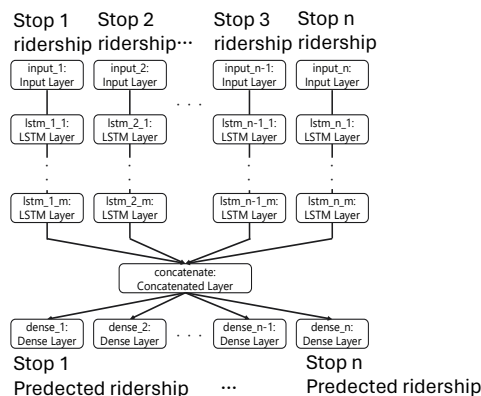 Stop 1 Stop 2 Stop 3 Stop n
ridership ridership... ridership ridership
input_1: input_2: input_n-1: input_n:
Input Layer Input Layer Input Layer Input Layer
. . .
lstm_1_1: lstm_2_1: lstm_n-1_1: lstm_n_1:
LSTM Layer LSTM Layer LSTM Layer LSTM Layer
. . .
lstm_1_m: lstm_2_m: lstm_n-1_m: lstm_n_m:
LSTM Layer LSTM Layer LSTM Layer LSTM Layer
concatenate:
Concatenated Layer
dense_1: dense_2: . . . dense_n-1: dense_n:
Dense Layer Dense Layer Dense Layer Dense Layer
Stop 1 Stop n
Predected ridership ... Predected ridership